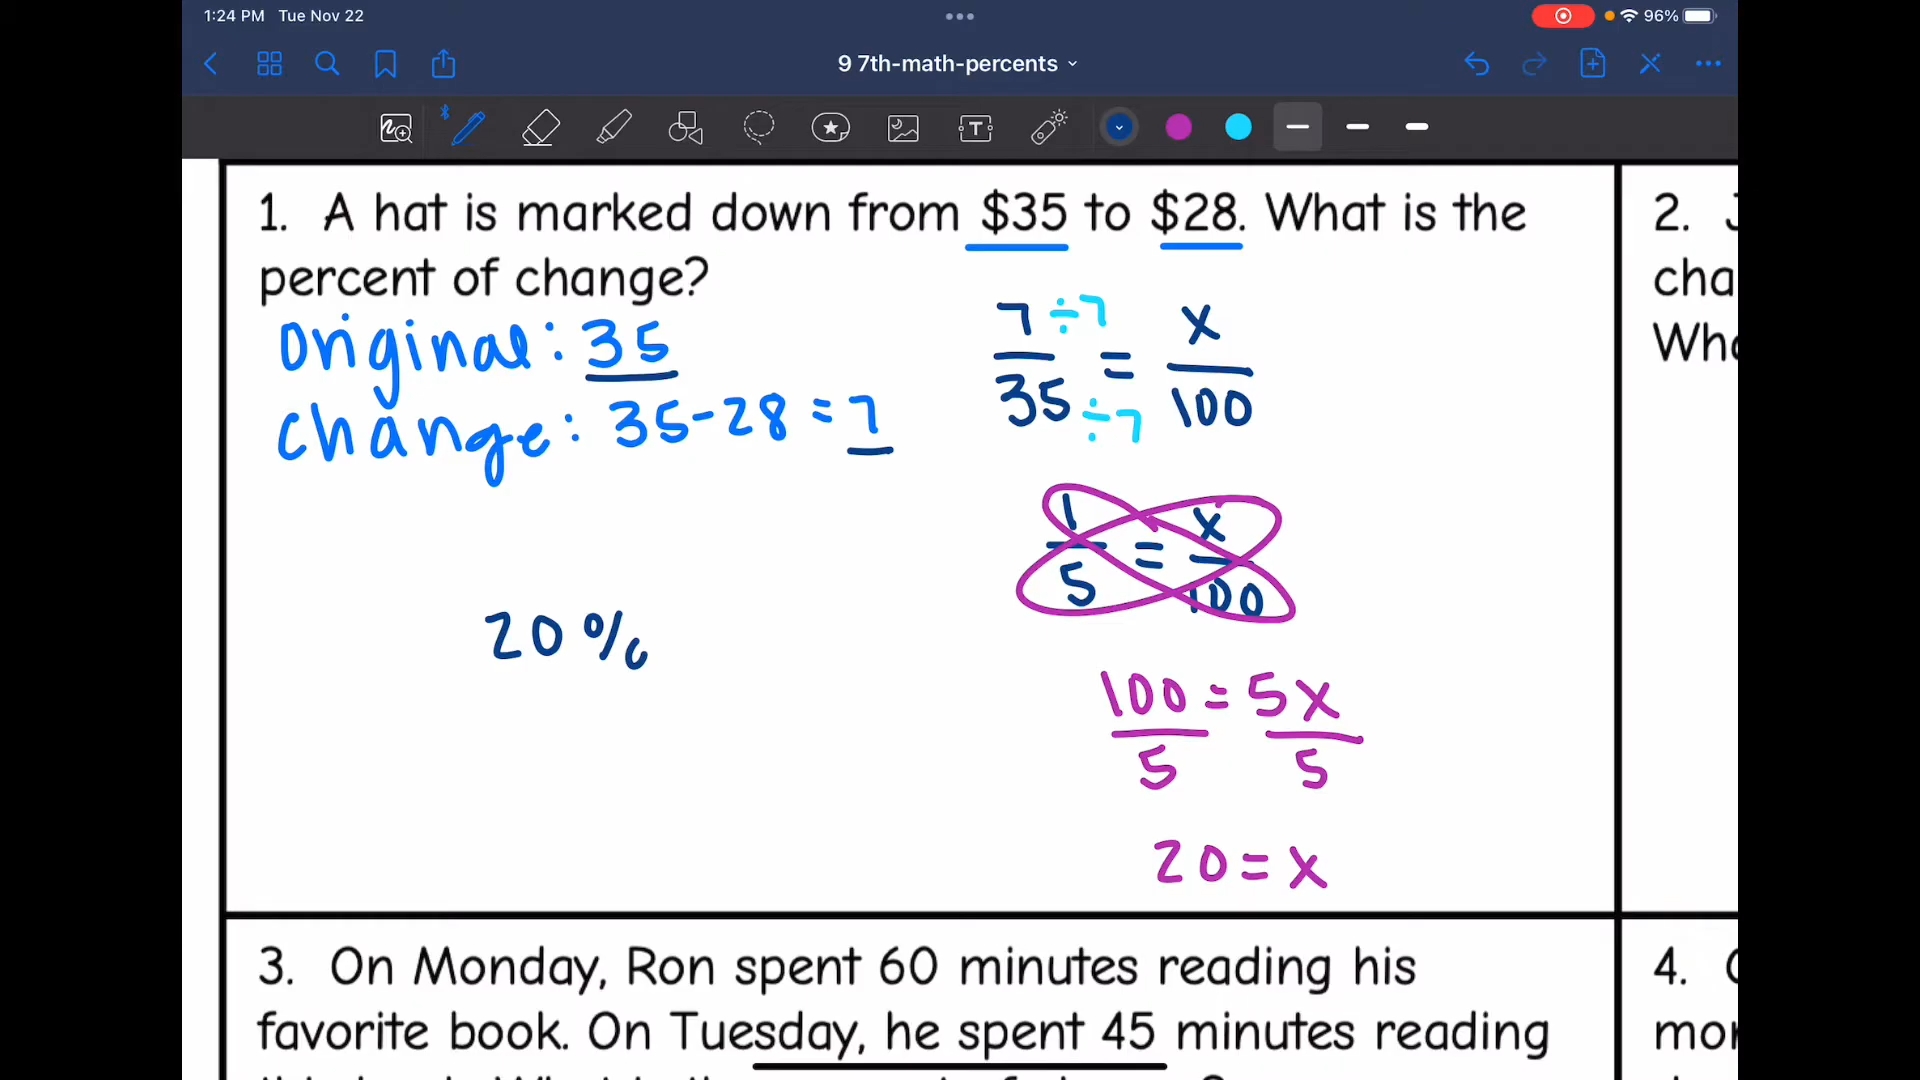 1:24 PM Tue Nov 22
96%
9 7th-math-percents
1. A hat is marked down from $35 to $28. What is the
percent of change?
original: 35
change: 35-28=7
7 ÷7 = x
35 ÷7 100
1 = x
5 100
20%
100 = 5x
5 5
20 = x
2.
cha
Wha
3. On Monday, Ron spent 60 minutes reading his
favorite book. On Tuesday, he spent 45 minutes reading
4.
mor